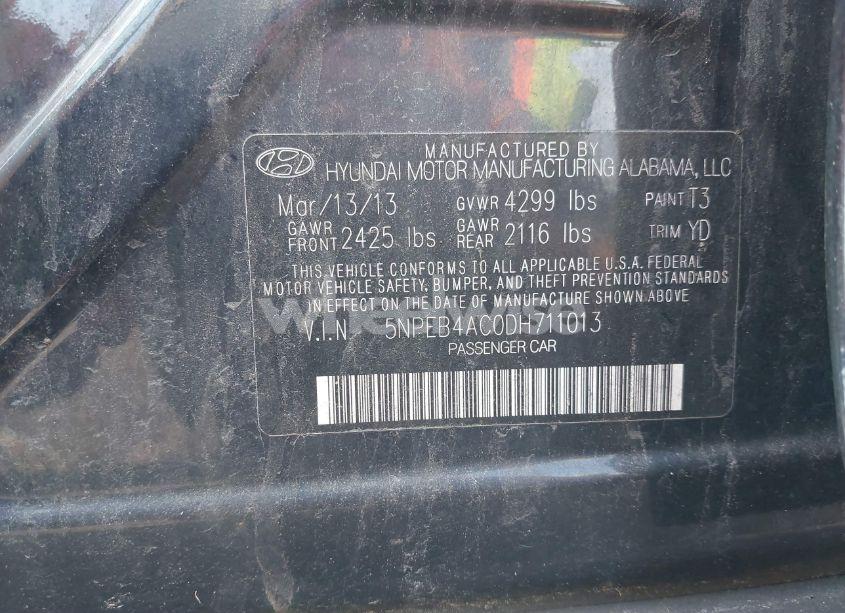 MANUFACTURED BY
HYUNDAI MOTOR MANUFACTURING ALABAMA, LLC
Mar/13/13 GVWR 4299 lbs PAINT T3
GAWR FRONT 2425 lbs GAWR REAR 2116 lbs TRIM YD
THIS VEHICLE CONFORMS TO ALL APPLICABLE U.S.A. FEDERAL
MOTOR VEHICLE SAFETY, BUMPER, AND THEFT PREVENTION STANDARDS
IN EFFECT ON THE DATE OF MANUFACTURE SHOWN ABOVE
V.I.N 5NPEB4AC0DH711013
PASSENGER CAR